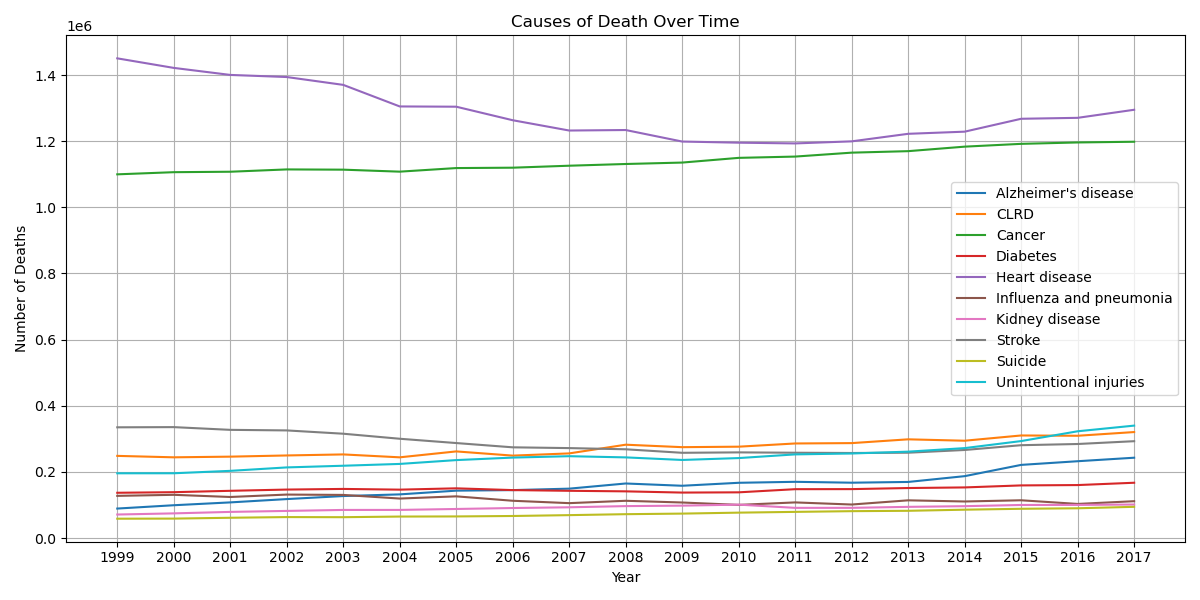 Causes of Death Over Time
1e6
1.4
1.2
1.0
0.8
0.6
0.4
0.2
0.0
Number of Deaths
Alzheimer's disease
CLRD
Cancer
Diabetes
Heart disease
Influenza and pneumonia
Kidney disease
Stroke
Suicide
Unintentional injuries
1999 2000 2001 2002 2003 2004 2005 2006 2007 2008 2009 2010 2011 2012 2013 2014 2015 2016 2017
Year